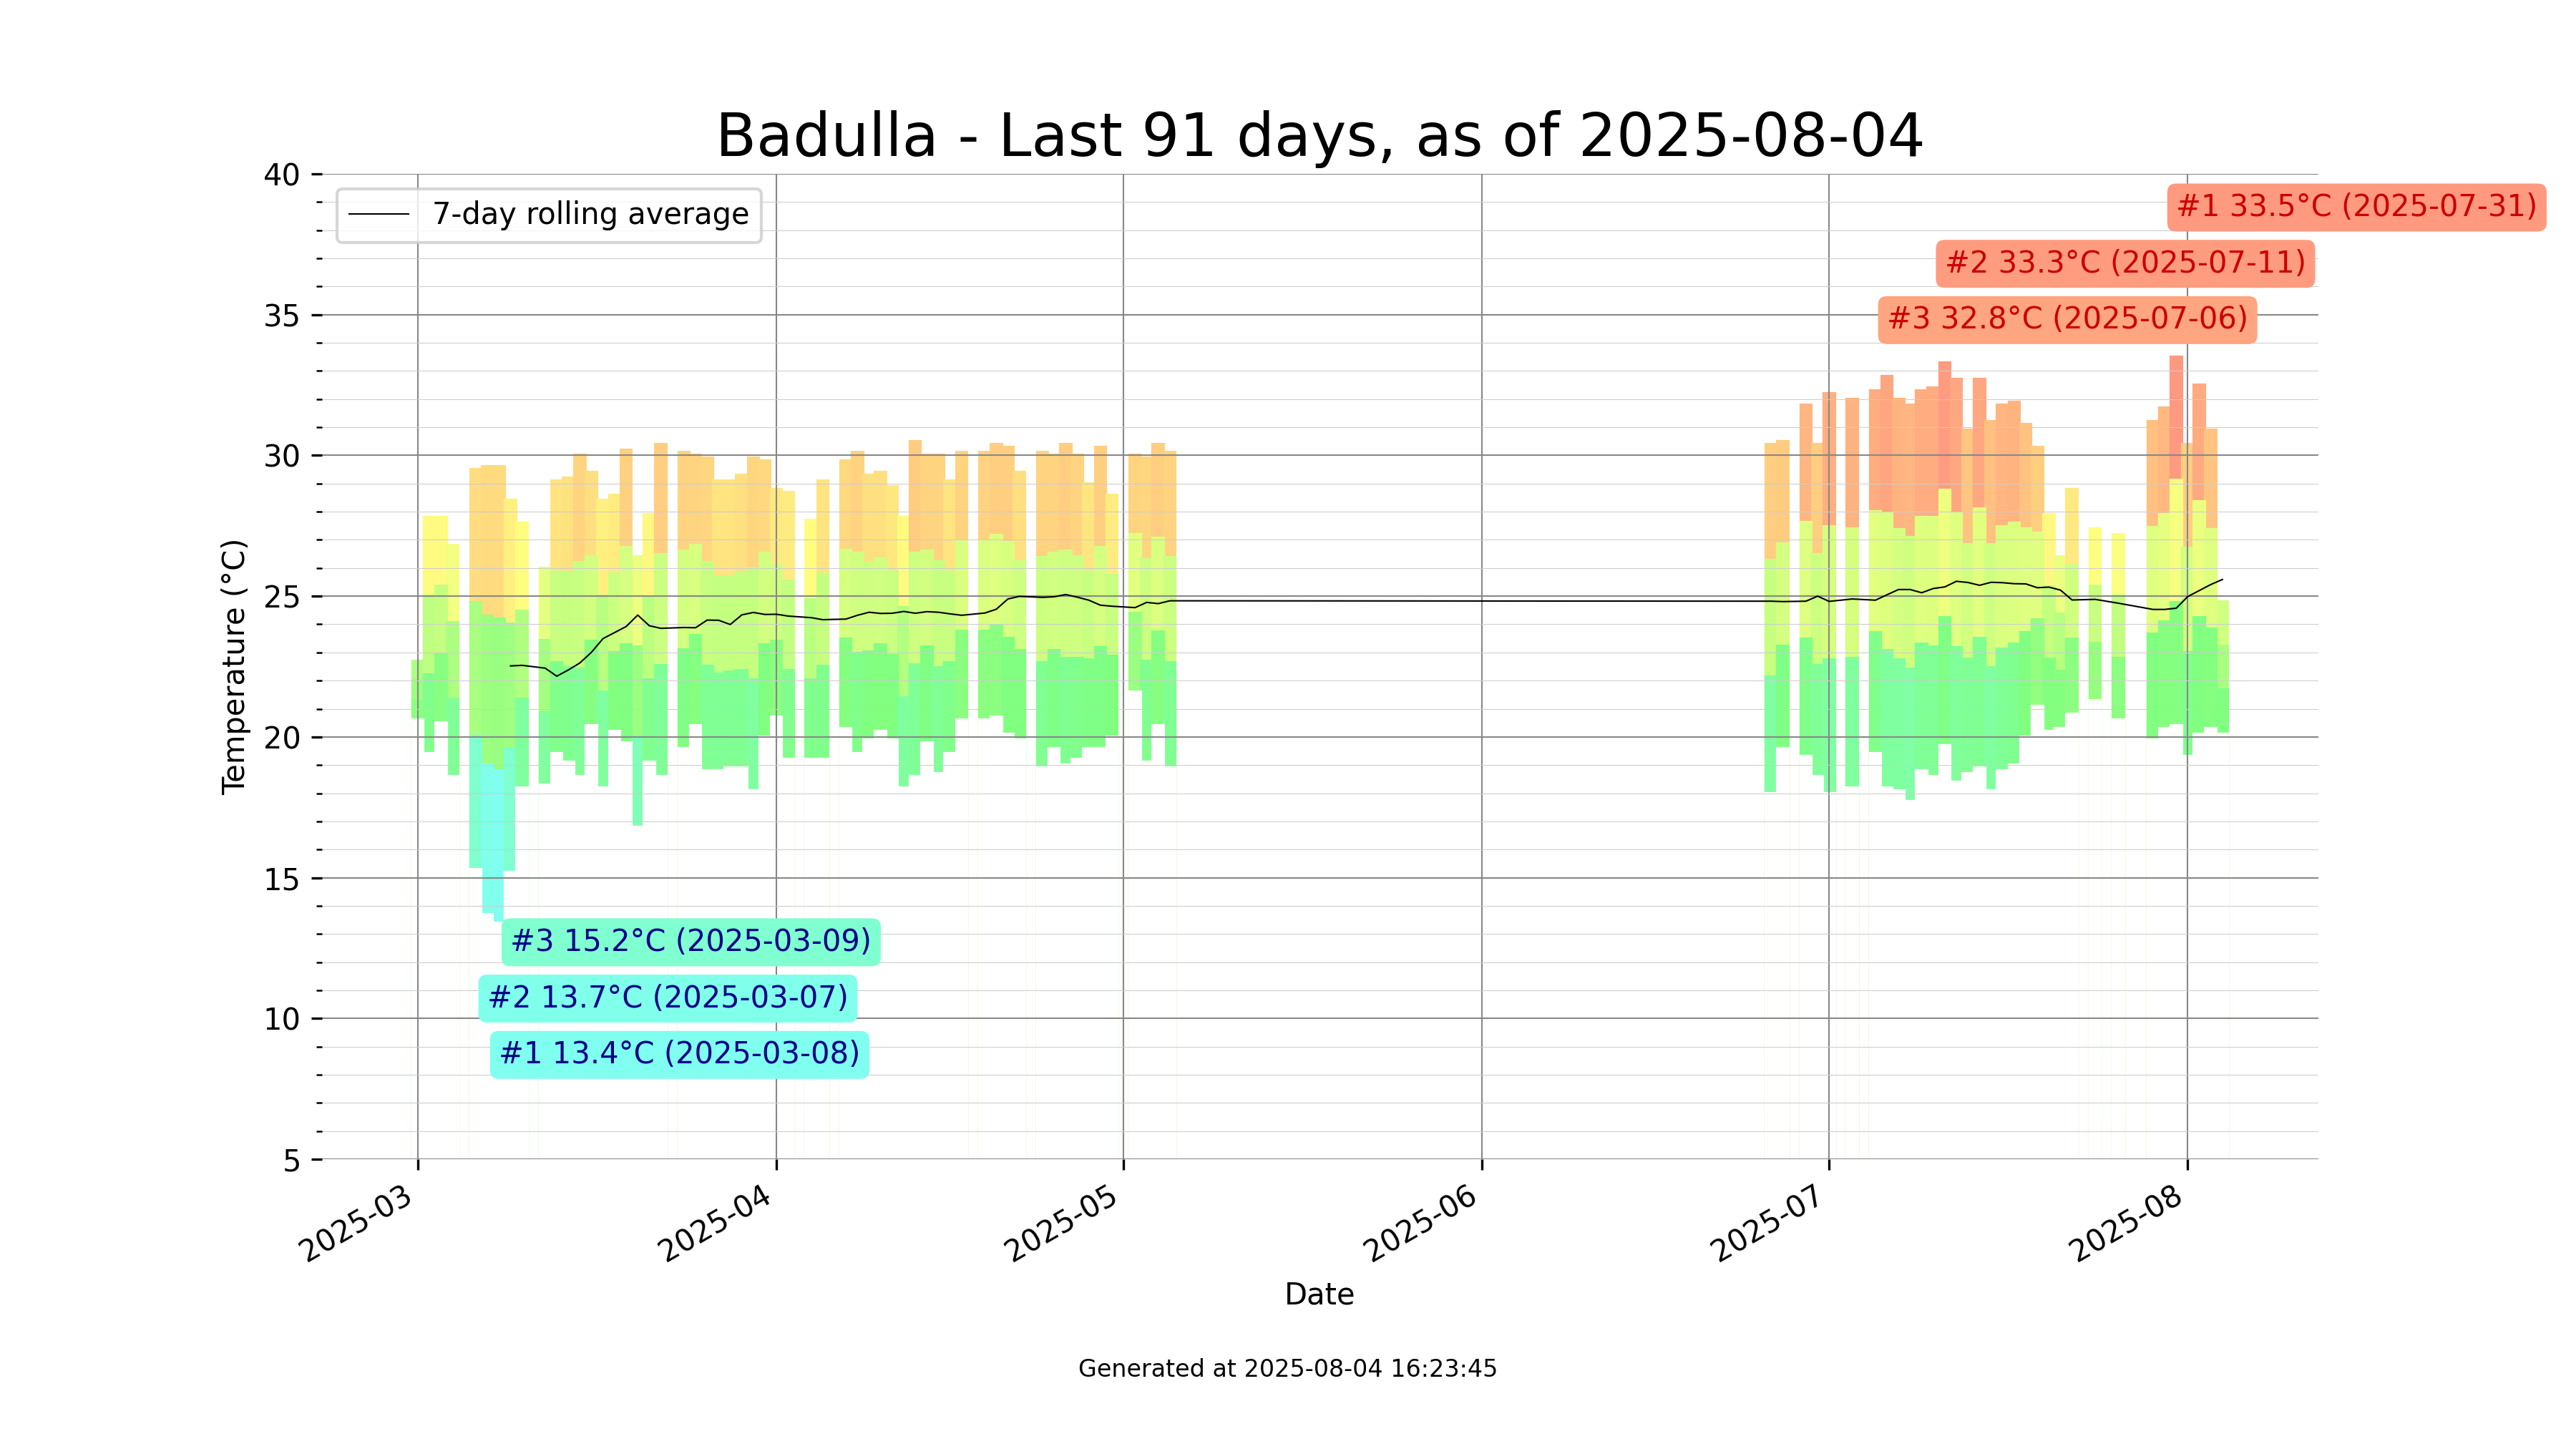 Badulla - Last 91 days, as of 2025-08-04
7-day rolling average
#1 33.5°C (2025-07-31)
#2 33.3°C (2025-07-11)
#3 32.8°C (2025-07-06)
#3 15.2°C (2025-03-09)
#2 13.7°C (2025-03-07)
#1 13.4°C (2025-03-08)
Temperature (°C)
40
35
30
25
20
15
10
5
2025-03
2025-04
2025-05
2025-06
2025-07
2025-08
Date
Generated at 2025-08-04 16:23:45